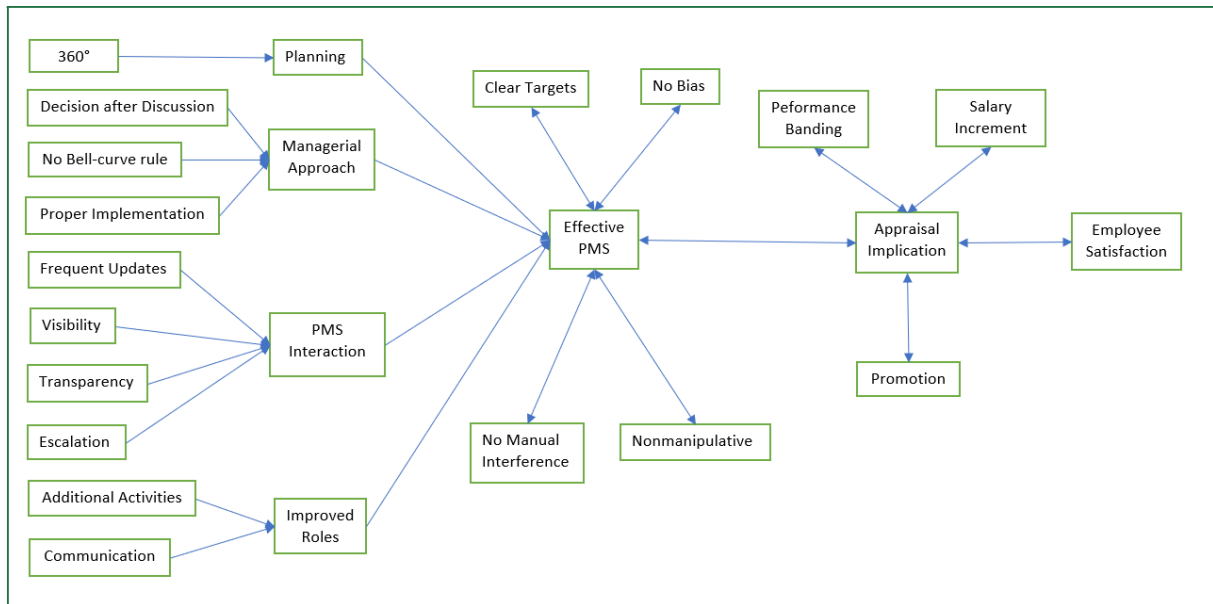 360°
Planning
Decision after Discussion
No Bell-curve rule
Proper Implementation
Managerial
Approach
Frequent Updates
Visibility
Transparency
Escalation
PMS
Interaction
Additional Activities
Communication
Improved
Roles
Clear Targets
No Bias
Effective
PMS
No Manual
Interference
Nonmanipulative
Peformance
Banding
Salary
Increment
Appraisal
Implication
Employee
Satisfaction
Promotion